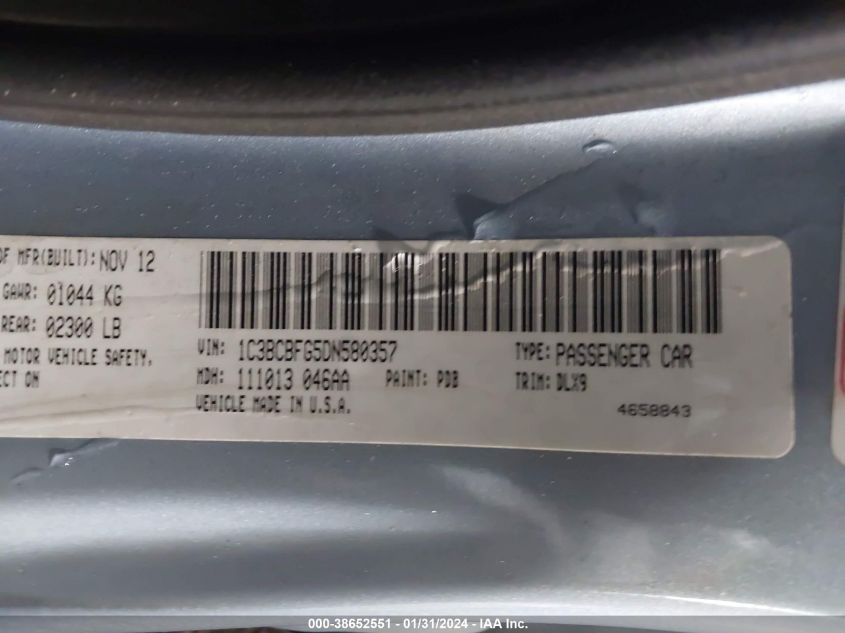 OF MFR(BUILT): NOV 12
GAWR: 01044 KG
REAR: 02300 LB
MOTOR VEHICLE SAFETY,
ECT ON
VIN: 1C3BCBFG5DN580357
TYPE: PASSENGER CAR
MDH: 111013 046AA
PAINT: PDB
TRIM: DLX9
VEHICLE MADE IN U.S.A.
4658843
000-38652551 - 01/31/2024 - IAA Inc.